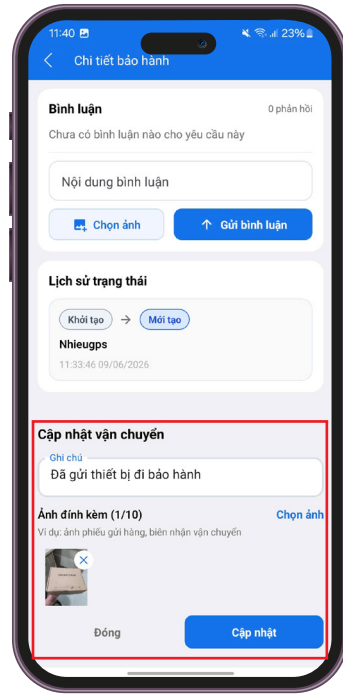 11:40
23%
Chi tiết bảo hành
Bình luận
0 phản hồi
Chưa có bình luận nào cho yêu cầu này
Nội dung bình luận
Chọn ảnh
Gửi bình luận
Lịch sử trạng thái
Khởi tạo → Mới tạo
Nhieugps
11:33:46 09/06/2026
Cập nhật vận chuyển
Ghi chú
Đã gửi thiết bị đi bảo hành
Ảnh đính kèm (1/10)
Chọn ảnh
Ví dụ: ảnh phiếu gửi hàng, biên nhận vận chuyển
Đóng
Cập nhật